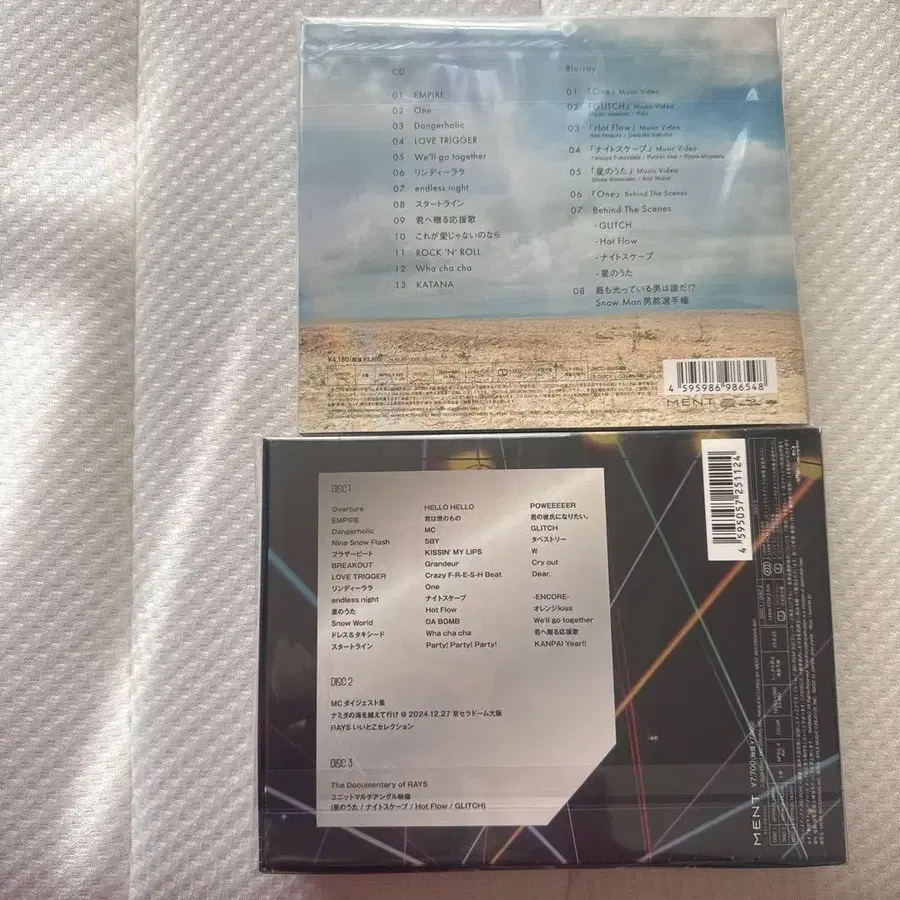 CD
01 EMPIRE
02 One
03 Dangerholic
04 LOVE TRIGGER
05 We'll go together
06 リンディーララ
07 endless night
08 スタートライン
09 君へ贈る応援歌
10 これが愛じゃないのなら
11 ROCK 'N' ROLL
12 Wha cha cha
13 KATANA
Blu-ray
01 「One」 Music Video
02 「GLITCH」 Music Video
03 「Hot Flow」 Music Video
04 「ナイトスケープ」 Music Video
05 「星のうた」 Music Video
06 「One」 Behind The Scenes
07 Behind The Scenes
-GLITCH
-Hot Flow
-ナイトスケープ
-星のうた
08 最も光っている男は誰だ!?
Snow Man 男前選手権
4 595986 986548
MENT
DISC 1
Overture
EMPIRE
Dangerholic
Nine Snow Flash
ブラザービート
BREAKOUT
LOVE TRIGGER
リンディーララ
endless night
星のうた
Snow World
ドレス&タキシード
スタートライン
HELLO HELLO
君は僕のもの
MC
SBY
KISSIN' MY LIPS
Grandeur
Crazy F-R-E-S-H Beat
One
ナイトスケープ
Hot Flow
DA BOMB
Wha cha cha
Party! Party! Party!
POWEEEEER
君の彼氏になりたい。
GLITCH
タペストリー
W
Cry out
Dear,
-ENCORE-
オレンジkiss
We'll go together
君へ贈る応援歌
KANPAI Year!!
DISC 2
MCダイジェスト集
ナミダの海を越えて行け @ 2024.12.27 京セラドーム大阪
RAYS いいとこセレクション
DISC 3
The Documentary of RAYS
ユニットマルチアングル映像
(星のうた / ナイトスケープ / Hot Flow / GLITCH)
4 595057 251124
MENT